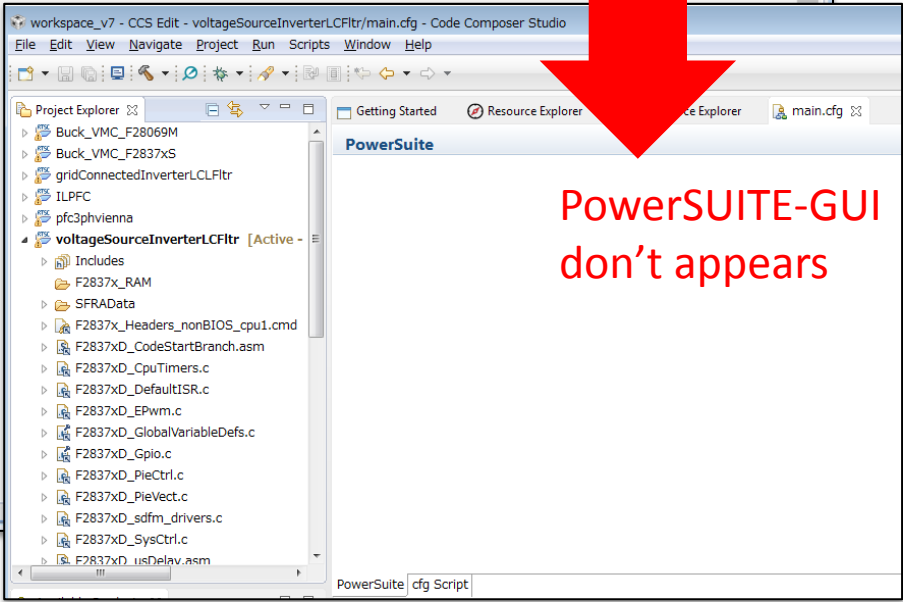 workspace_v7 - CCS Edit - voltageSourceInverterLCFltr/main.cfg - Code Composer Studio
File Edit View Navigate Project Run Scripts Window Help
Project Explorer
Getting Started
Resource Explorer
ce Explorer
main.cfg
PowerSuite
Buck_VMC_F28069M
Buck_VMC_F2837xS
gridConnectedInverterLCLFltr
ILPFC
pfc3phvienna
voltageSourceInverterLCFltr [Active -
Includes
F2837x_RAM
SFRAData
F2837x_Headers_nonBIOS_cpu1.cmd
F2837xD_CodeStartBranch.asm
F2837xD_CpuTimers.c
F2837xD_DefaultISR.c
F2837xD_EPwm.c
F2837xD_GlobalVariableDefs.c
F2837xD_Gpio.c
F2837xD_PieCtrl.c
F2837xD_PieVect.c
F2837xD_sdfm_drivers.c
F2837xD_SysCtrl.c
F2837xD_usDelay.asm
PowerSUITE-GUI
don't appears
PowerSuite
cfg Script